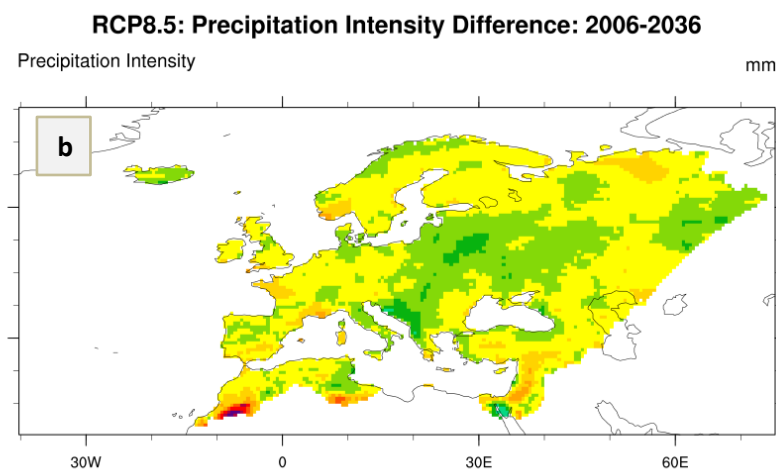 RCP8.5: Precipitation Intensity Difference: 2006-2036
Precipitation Intensity mm
b
30W 0 30E 60E